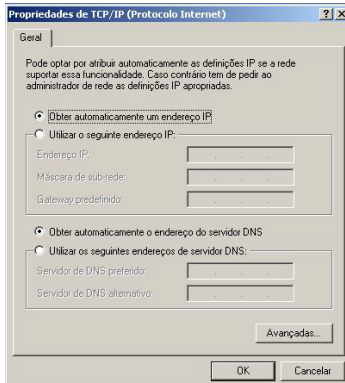 Propriedades de TCP/IP (Protocolo Internet)
Geral
Pode optar por atribuir automaticamente as definições IP se a rede
suportar essa funcionalidade. Caso contrário tem de pedir ao
administrador de rede as definições IP apropriadas.
Obter automaticamente um endereço IP
Utilizar o seguinte endereço IP:
Endereço IP:
Máscara de sub-rede:
Gateway predefinido:
Obter automaticamente o endereço do servidor DNS
Utilizar os seguintes endereços de servidor DNS:
Servidor de DNS preferido:
Servidor de DNS alternativo:
Avançadas...
OK Cancelar